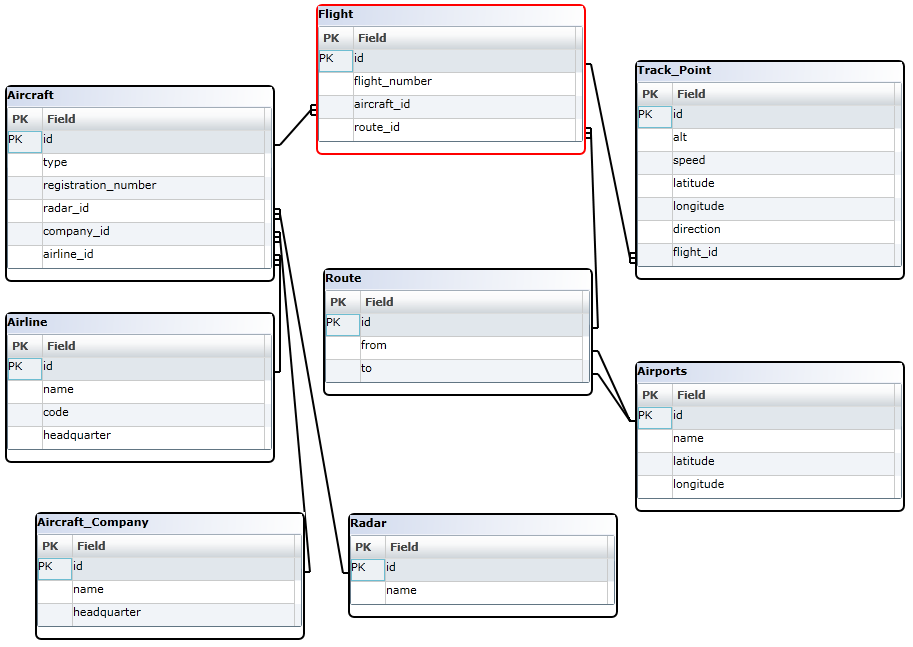 Flight
PK Field
PK id
flight_number
aircraft_id
route_id
Track_Point
PK Field
PK id
alt
speed
latitude
longitude
direction
flight_id
Aircraft
PK Field
PK id
type
registration_number
radar_id
company_id
airline_id
Route
PK Field
PK id
from
to
Airline
PK Field
PK id
name
code
headquarter
Airports
PK Field
PK id
name
latitude
longitude
Aircraft_Company
PK Field
PK id
name
headquarter
Radar
PK Field
PK id
name